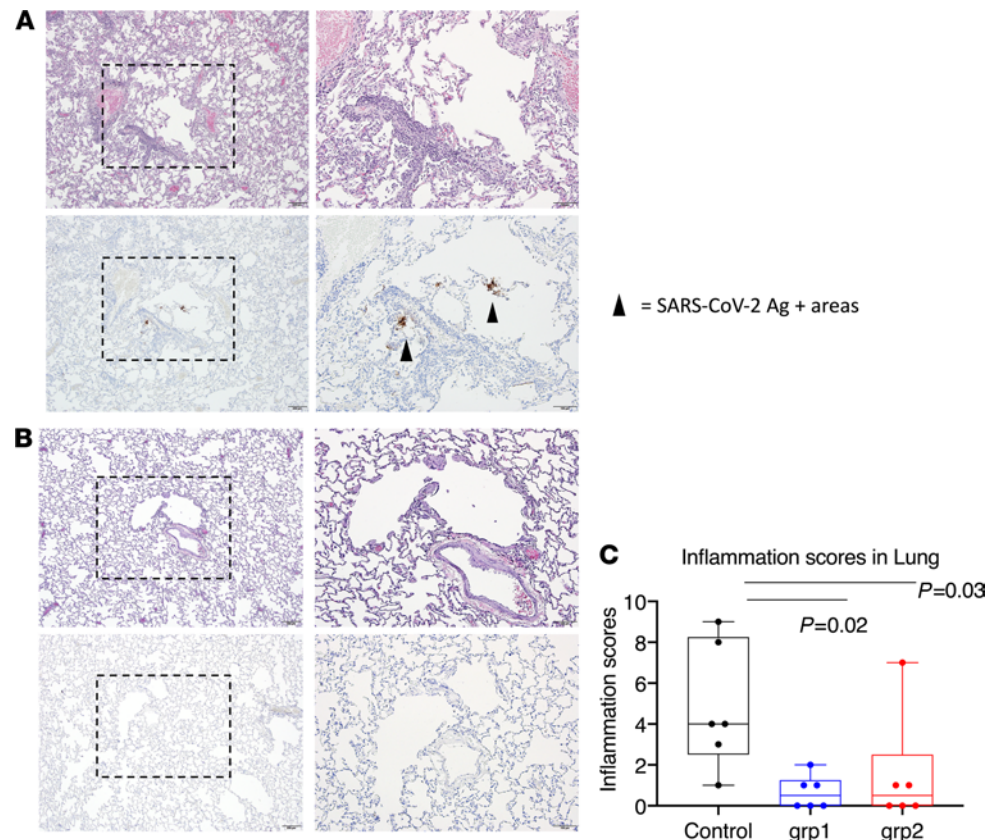 A
▲ = SARS-CoV-2 Ag + areas
B
C
Inflammation scores in Lung
P=0.03
P=0.02
Inflammation scores
10
8
6
4
2
0
Control
grp1
grp2